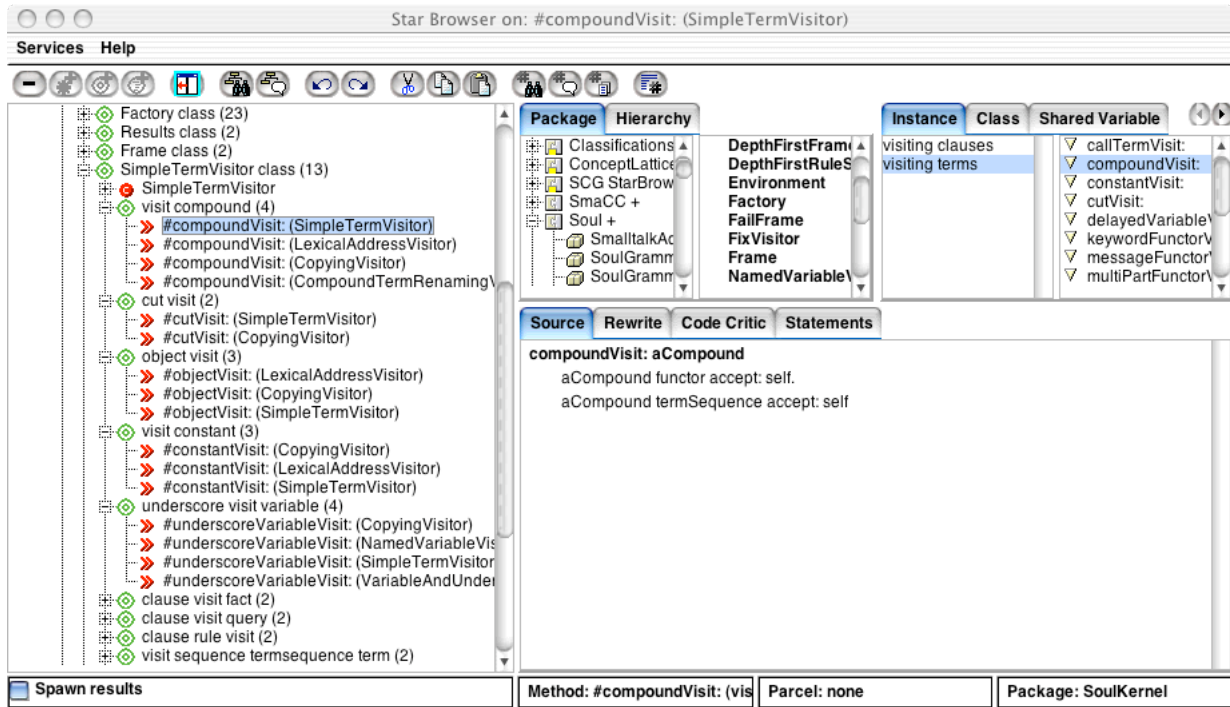 Star Browser on: #compoundVisit: (SimpleTermVisitor)
Services Help
Factory class (23)
Results class (2)
Frame class (2)
SimpleTermVisitor class (13)
SimpleTermVisitor
visit compound (4)
#compoundVisit: (SimpleTermVisitor)
#compoundVisit: (LexicalAddressVisitor)
#compoundVisit: (CopyingVisitor)
#compoundVisit: (CompoundTermRenamingV
cut visit (2)
#cutVisit: (SimpleTermVisitor)
#cutVisit: (CopyingVisitor)
object visit (3)
#objectVisit: (LexicalAddressVisitor)
#objectVisit: (CopyingVisitor)
#objectVisit: (SimpleTermVisitor)
visit constant (3)
#constantVisit: (CopyingVisitor)
#constantVisit: (LexicalAddressVisitor)
#constantVisit: (SimpleTermVisitor)
underscore visit variable (4)
#underscoreVariableVisit: (CopyingVisitor)
#underscoreVariableVisit: (NamedVariableVis
#underscoreVariableVisit: (SimpleTermVisitor
#underscoreVariableVisit: (VariableAndUnder
clause visit fact (2)
clause visit query (2)
clause rule visit (2)
visit sequence termsequence term (2)
Package Hierarchy
Classifications
ConceptLattice
SCG StarBrow
SmaCC +
Soul +
SmalltalkAc
SoulGramm
SoulGramm
DepthFirstFrame
DepthFirstRuleS
Environment
Factory
FailFrame
FixVisitor
Frame
NamedVariableV
Instance Class Shared Variable
visiting clauses
visiting terms
callTermVisit:
compoundVisit:
constantVisit:
cutVisit:
delayedVariableV
keywordFunctorV
messageFunctorV
multiPartFunctorV
Source Rewrite Code Critic Statements
compoundVisit: aCompound
aCompound functor accept: self.
aCompound termSequence accept: self
Spawn results
Method: #compoundVisit: (vis
Parcel: none
Package: SoulKernel